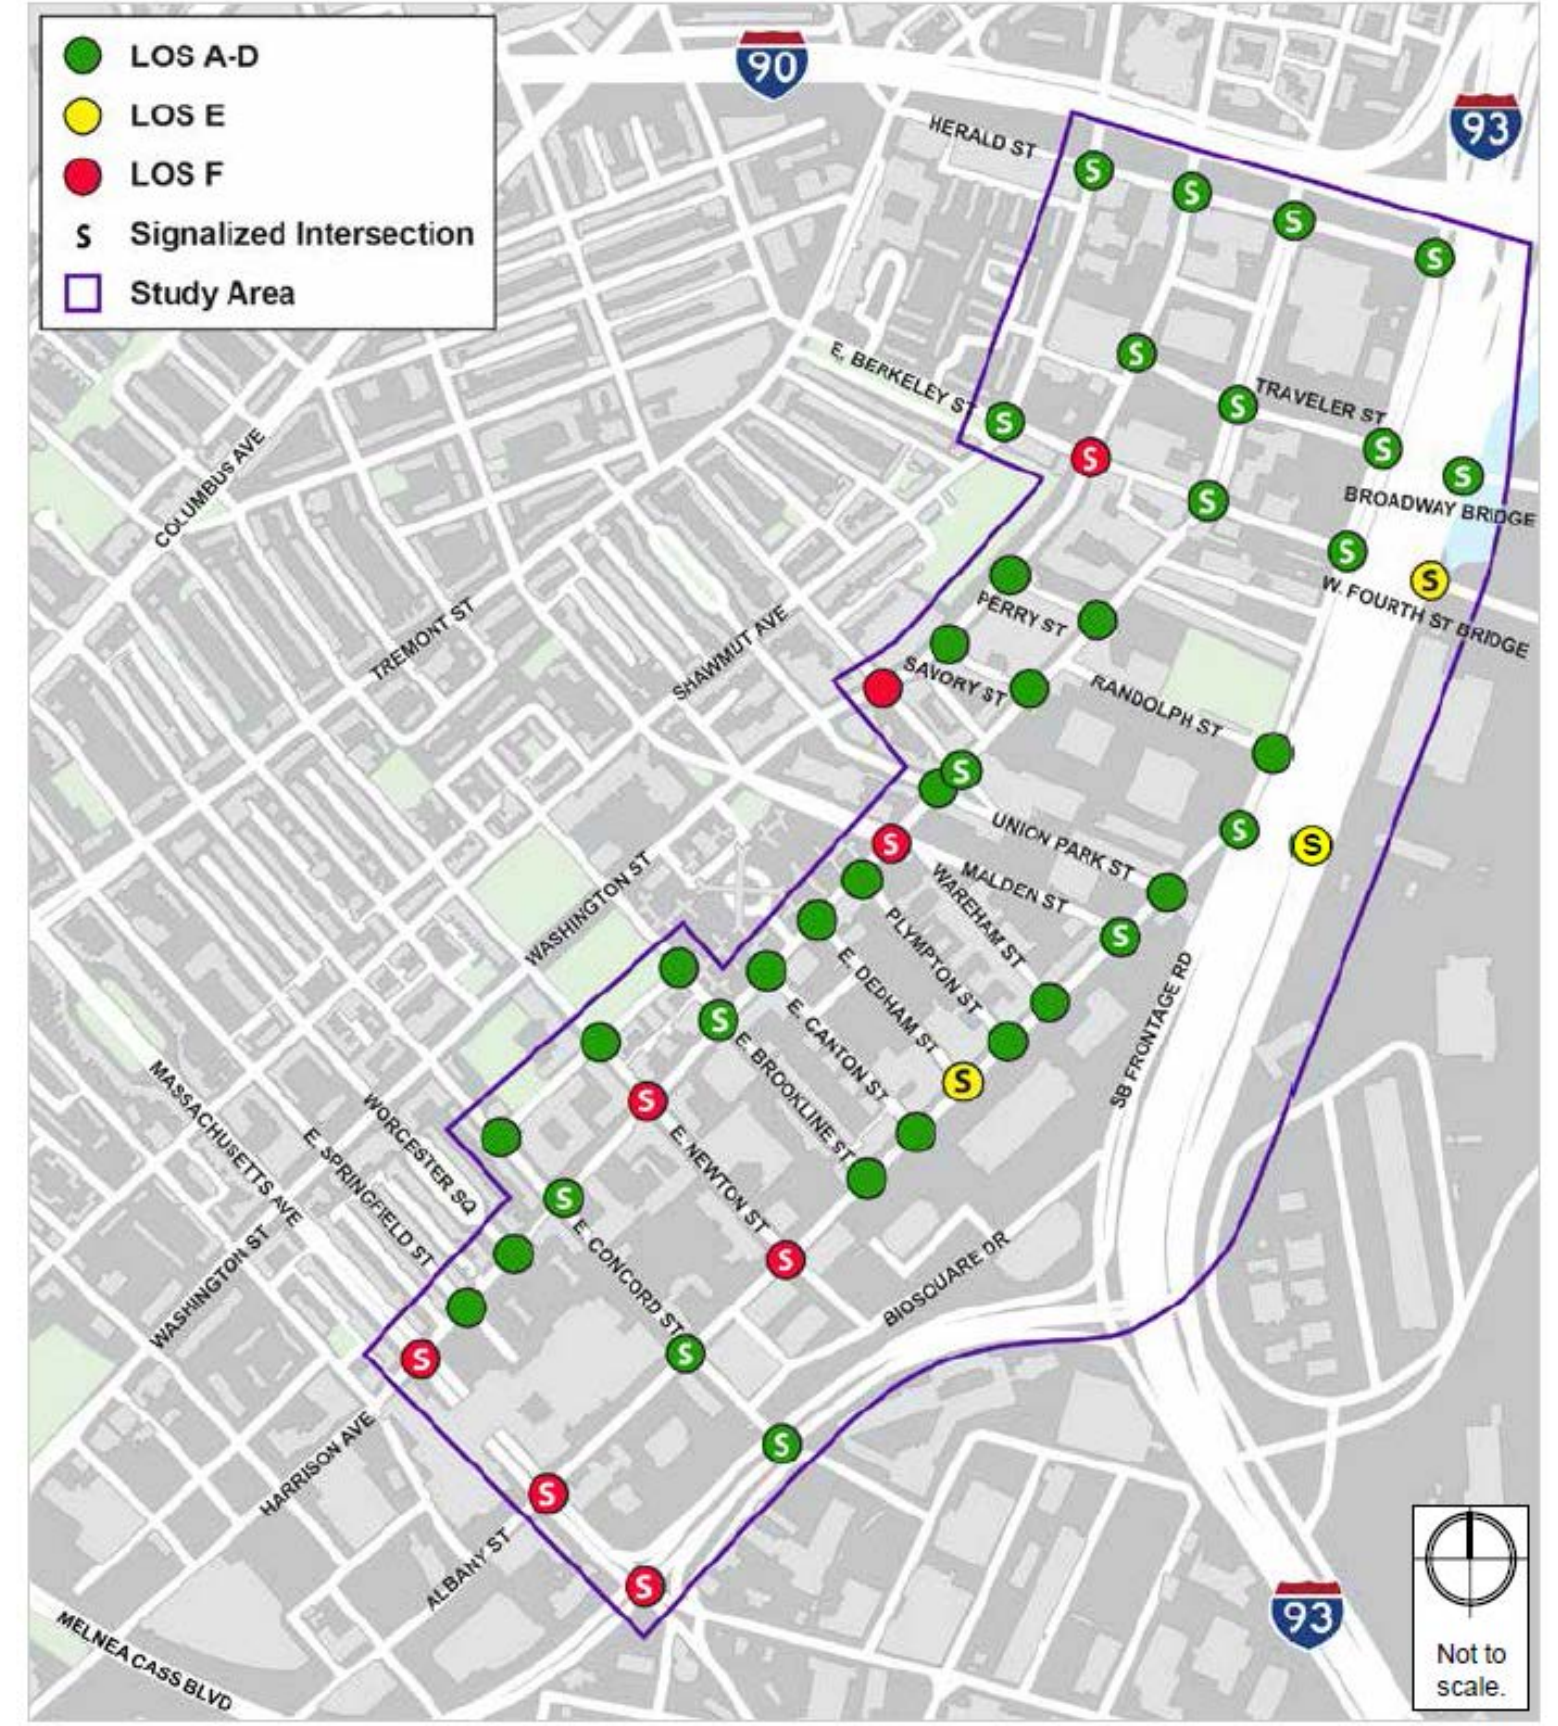 LOS A-D
LOS E
LOS F
S Signalized Intersection
Study Area
90
93
HERALD ST
S
S
S
S
S
E. BERKELEY ST
S
S
TRAVELER ST
S
S
S
S
BROADWAY BRIDGE
S
S
W. FOURTH ST BRIDGE
COLUMBUS AVE
TREMONT ST
SHAWMUT AVE
PERRY ST
SAVORY ST
RANDOLPH ST
S
UNION PARK ST
S
S
S
MALDEN ST
WAREHAM ST
PLYMPTON ST
S
WASHINGTON ST
E. DEDHAM ST
SB FRONTAGE RD
E. CANTON ST
S
E. BROOKLINE ST
S
S
E. NEWTON ST
MASSACHUSETTS AVE
WORCESTER SQ
E. SPRINGFIELD ST
S
E. CONCORD ST
S
BIOSQUARE DR
WASHINGTON ST
S
S
HARRISON AVE
S
S
ALBANY ST
S
MELNEA CASS BLVD
93
Not to
scale.